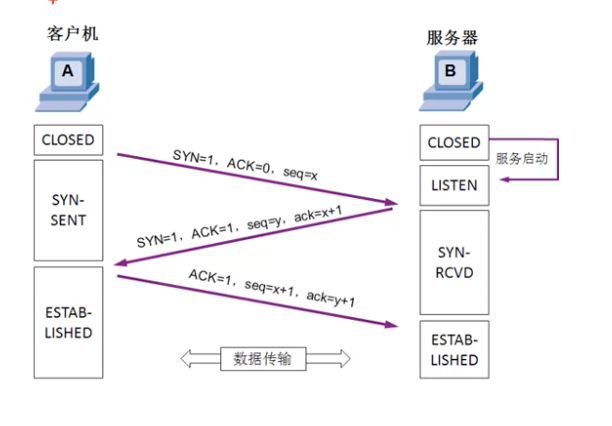 客户机
服务器
A
B
CLOSED
CLOSED
SYN=1，ACK=0，seq=x
服务启动
LISTEN
SYN-
SENT
SYN=1，ACK=1，seq=y，ack=x+1
SYN-
RCVD
ACK=1，seq=x+1，ack=y+1
ESTAB-
LISHED
ESTAB-
LISHED
数据传输